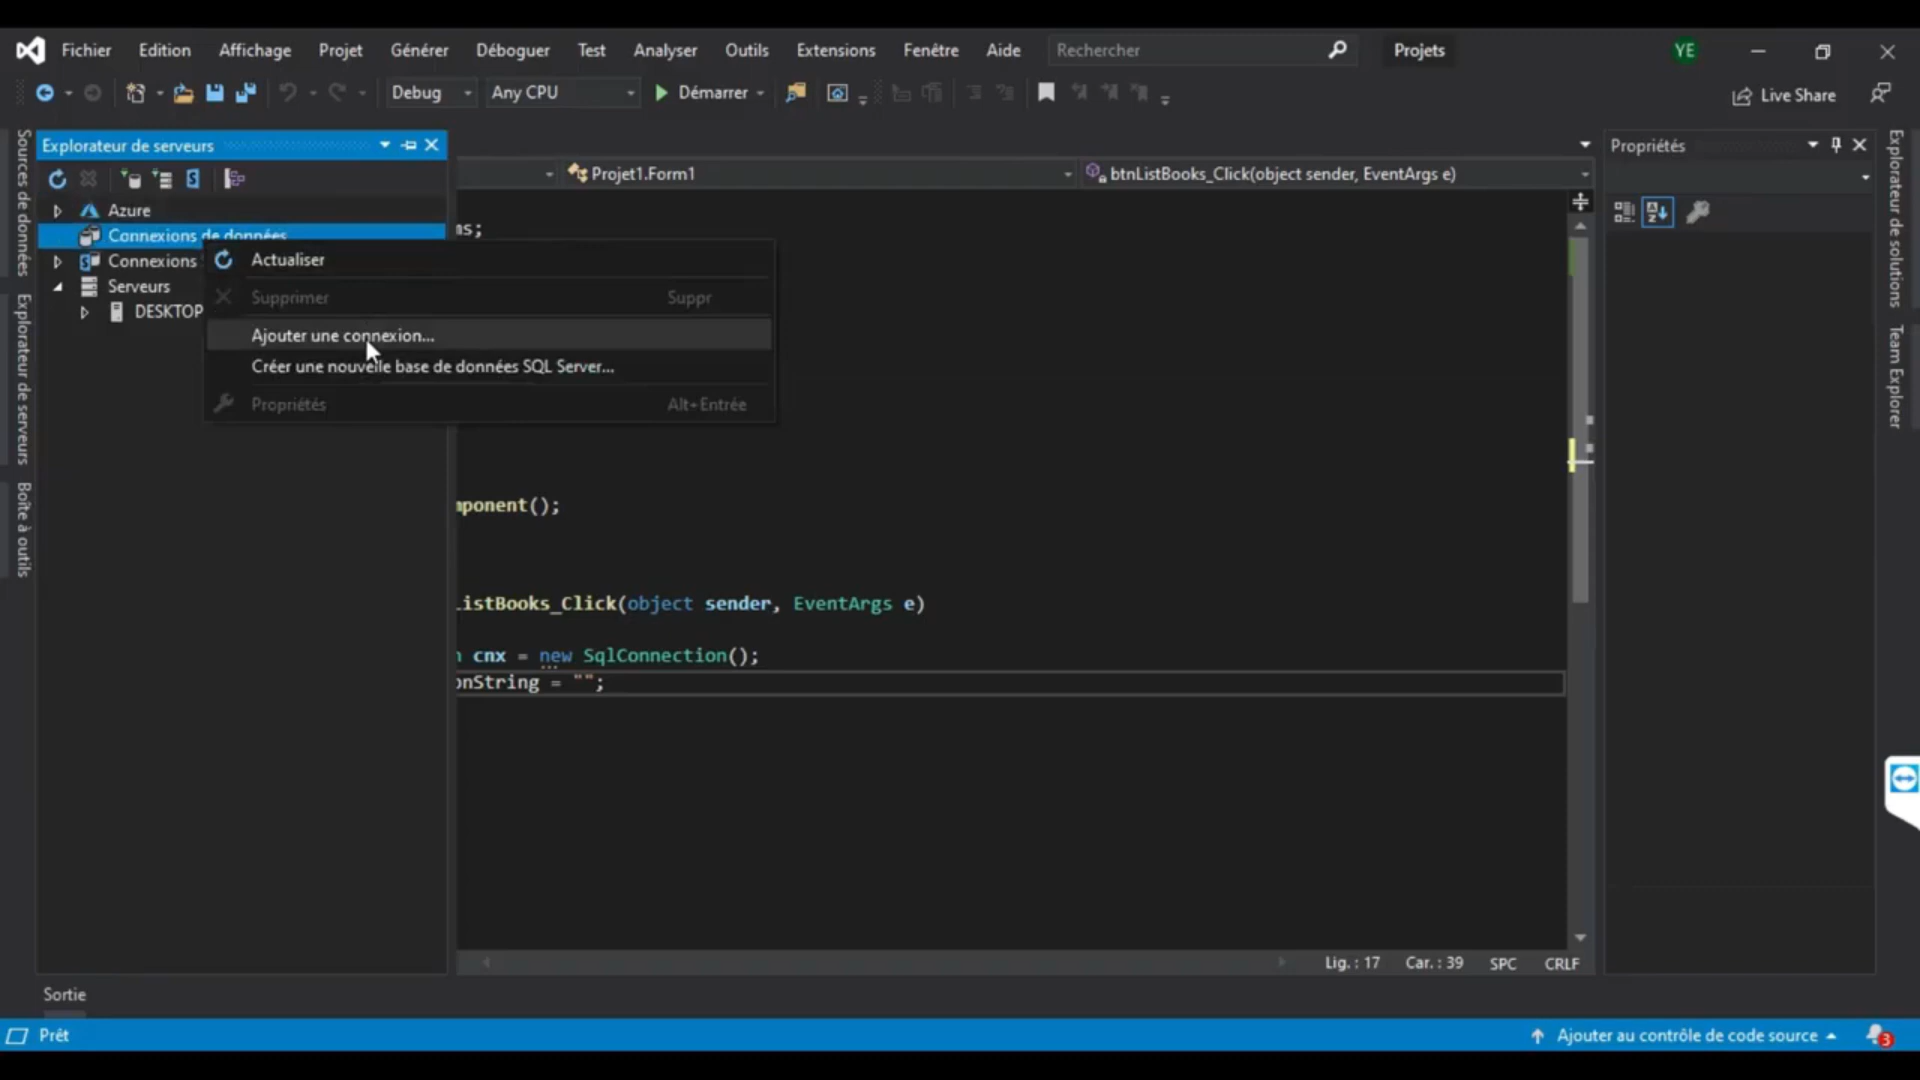 Fichier Edition Affichage Projet Générer Déboguer Test Analyser Outils Extensions Fenêtre Aide Rechercher Projets YE
Debug Any CPU Démarrer Live Share
Explorateur de serveurs
Azure
Connexions de données
Connexions
Serveurs
DESKTOP
Actualiser
Supprimer Suppr
Ajouter une connexion...
Créer une nouvelle base de données SQL Server...
Propriétés Alt+Entrée
Sources de données
Explorateur de serveurs
Boîte à outils
Projet1.Form1 btnListBooks_Click(object sender, EventArgs e)
ns;
mponent();
istBooks_Click(object sender, EventArgs e)
n cnx = new SqlConnection();
onString = "";
Lig. : 17 Car. : 39 SPC CRLF
Propriétés
Explorateur de solutions
Team Explorer
Sortie
Prêt Ajouter au contrôle de code source 3